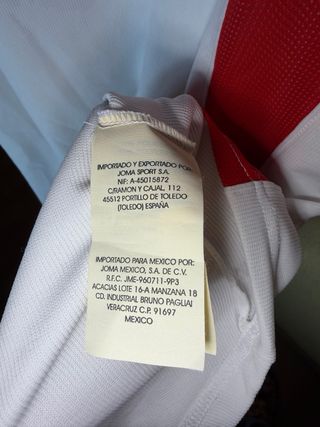 IMPORTADO Y EXPORTADO POR:
JOMA SPORT S.A.
NIF: A-45015872
C/RAMON Y CAJAL, 112
45512 PORTILLO DE TOLEDO
(TOLEDO) ESPAÑA
IMPORTADO PARA MEXICO POR:
JOMA MEXICO, S.A. DE C.V.
R.F.C. JME-960711-9P3
ACACIAS LOTE 16-A MANZANA 18
CD. INDUSTRIAL BRUNO PAGLIAI
VERACRUZ C.P. 91697
MEXICO